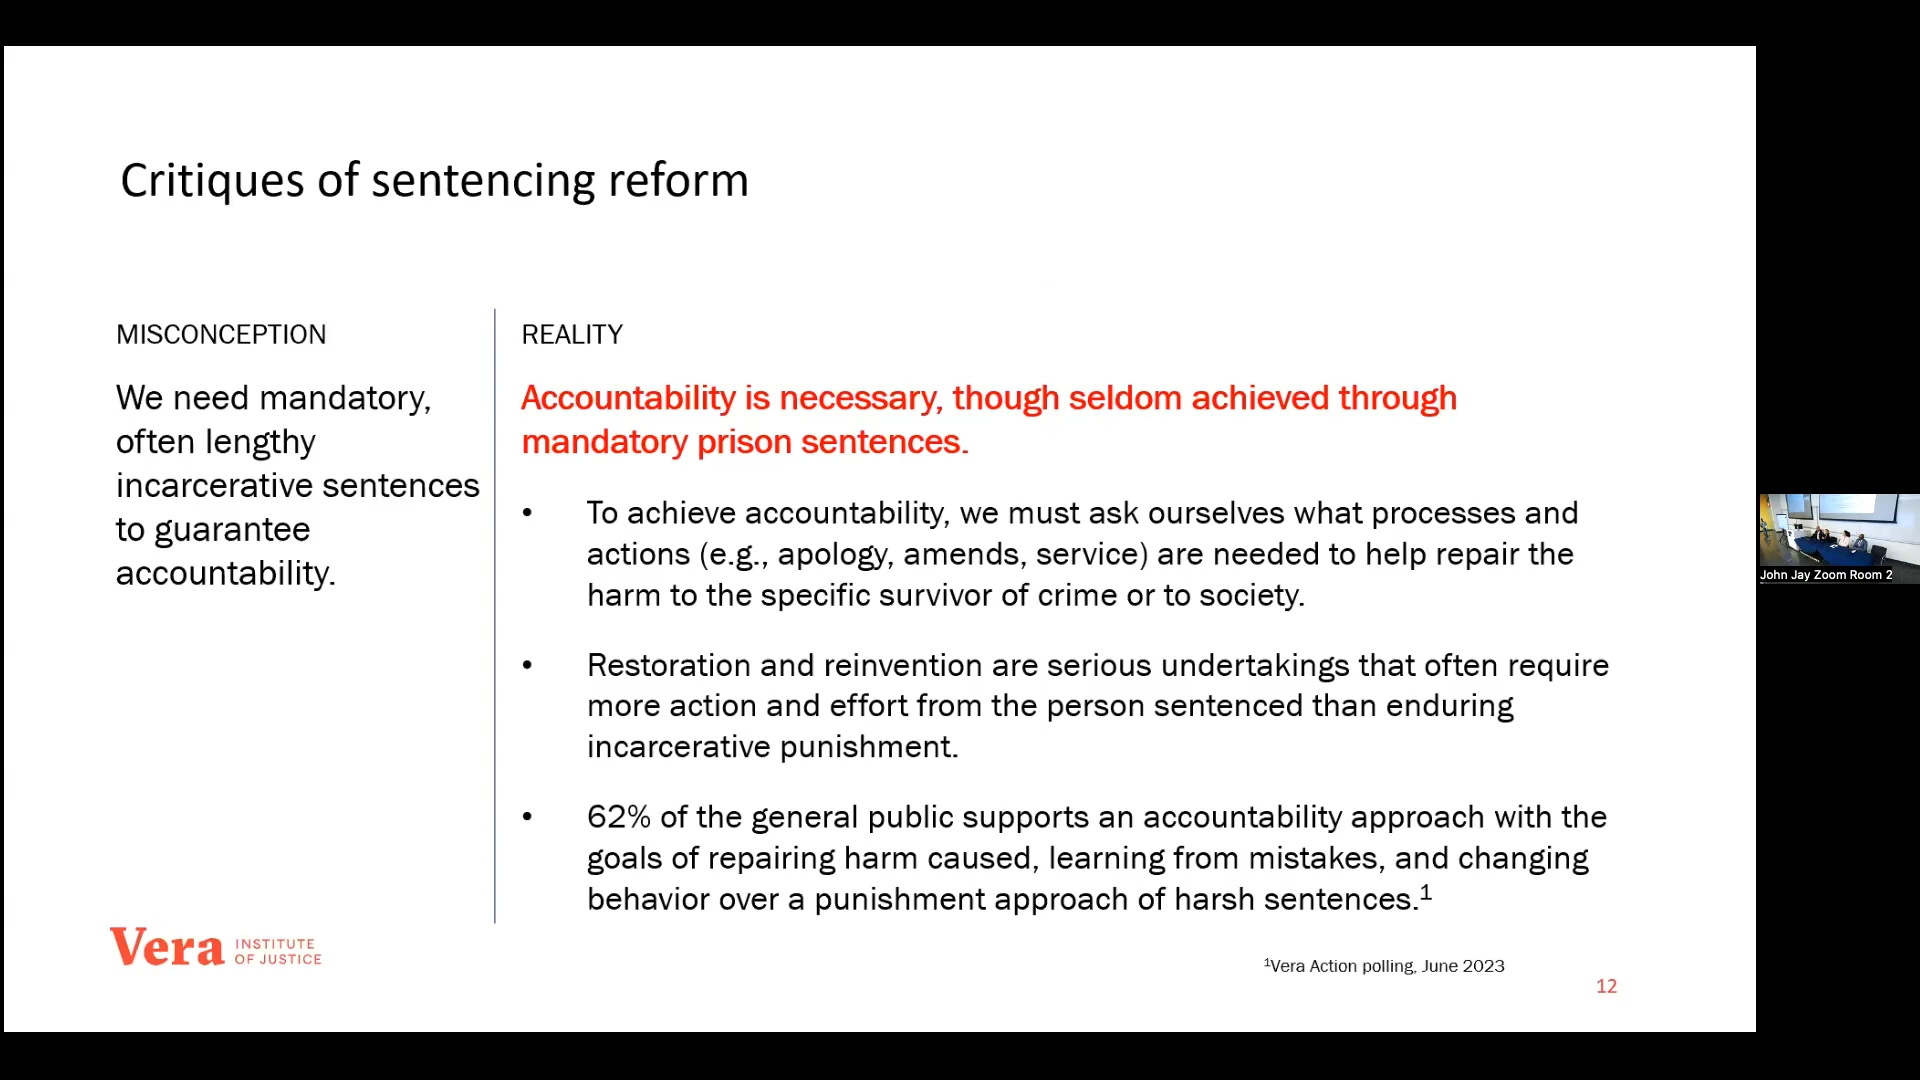 Critiques of sentencing reform
MISCONCEPTION
We need mandatory,
often lengthy
incarcerative sentences
to guarantee
accountability.
REALITY
Accountability is necessary, though seldom achieved through
mandatory prison sentences.
• To achieve accountability, we must ask ourselves what processes and
actions (e.g., apology, amends, service) are needed to help repair the
harm to the specific survivor of crime or to society.
• Restoration and reinvention are serious undertakings that often require
more action and effort from the person sentenced than enduring
incarcerative punishment.
• 62% of the general public supports an accountability approach with the
goals of repairing harm caused, learning from mistakes, and changing
behavior over a punishment approach of harsh sentences.¹
Vera INSTITUTE
OF JUSTICE
¹Vera Action polling, June 2023
12
John Jay Zoom Room 2